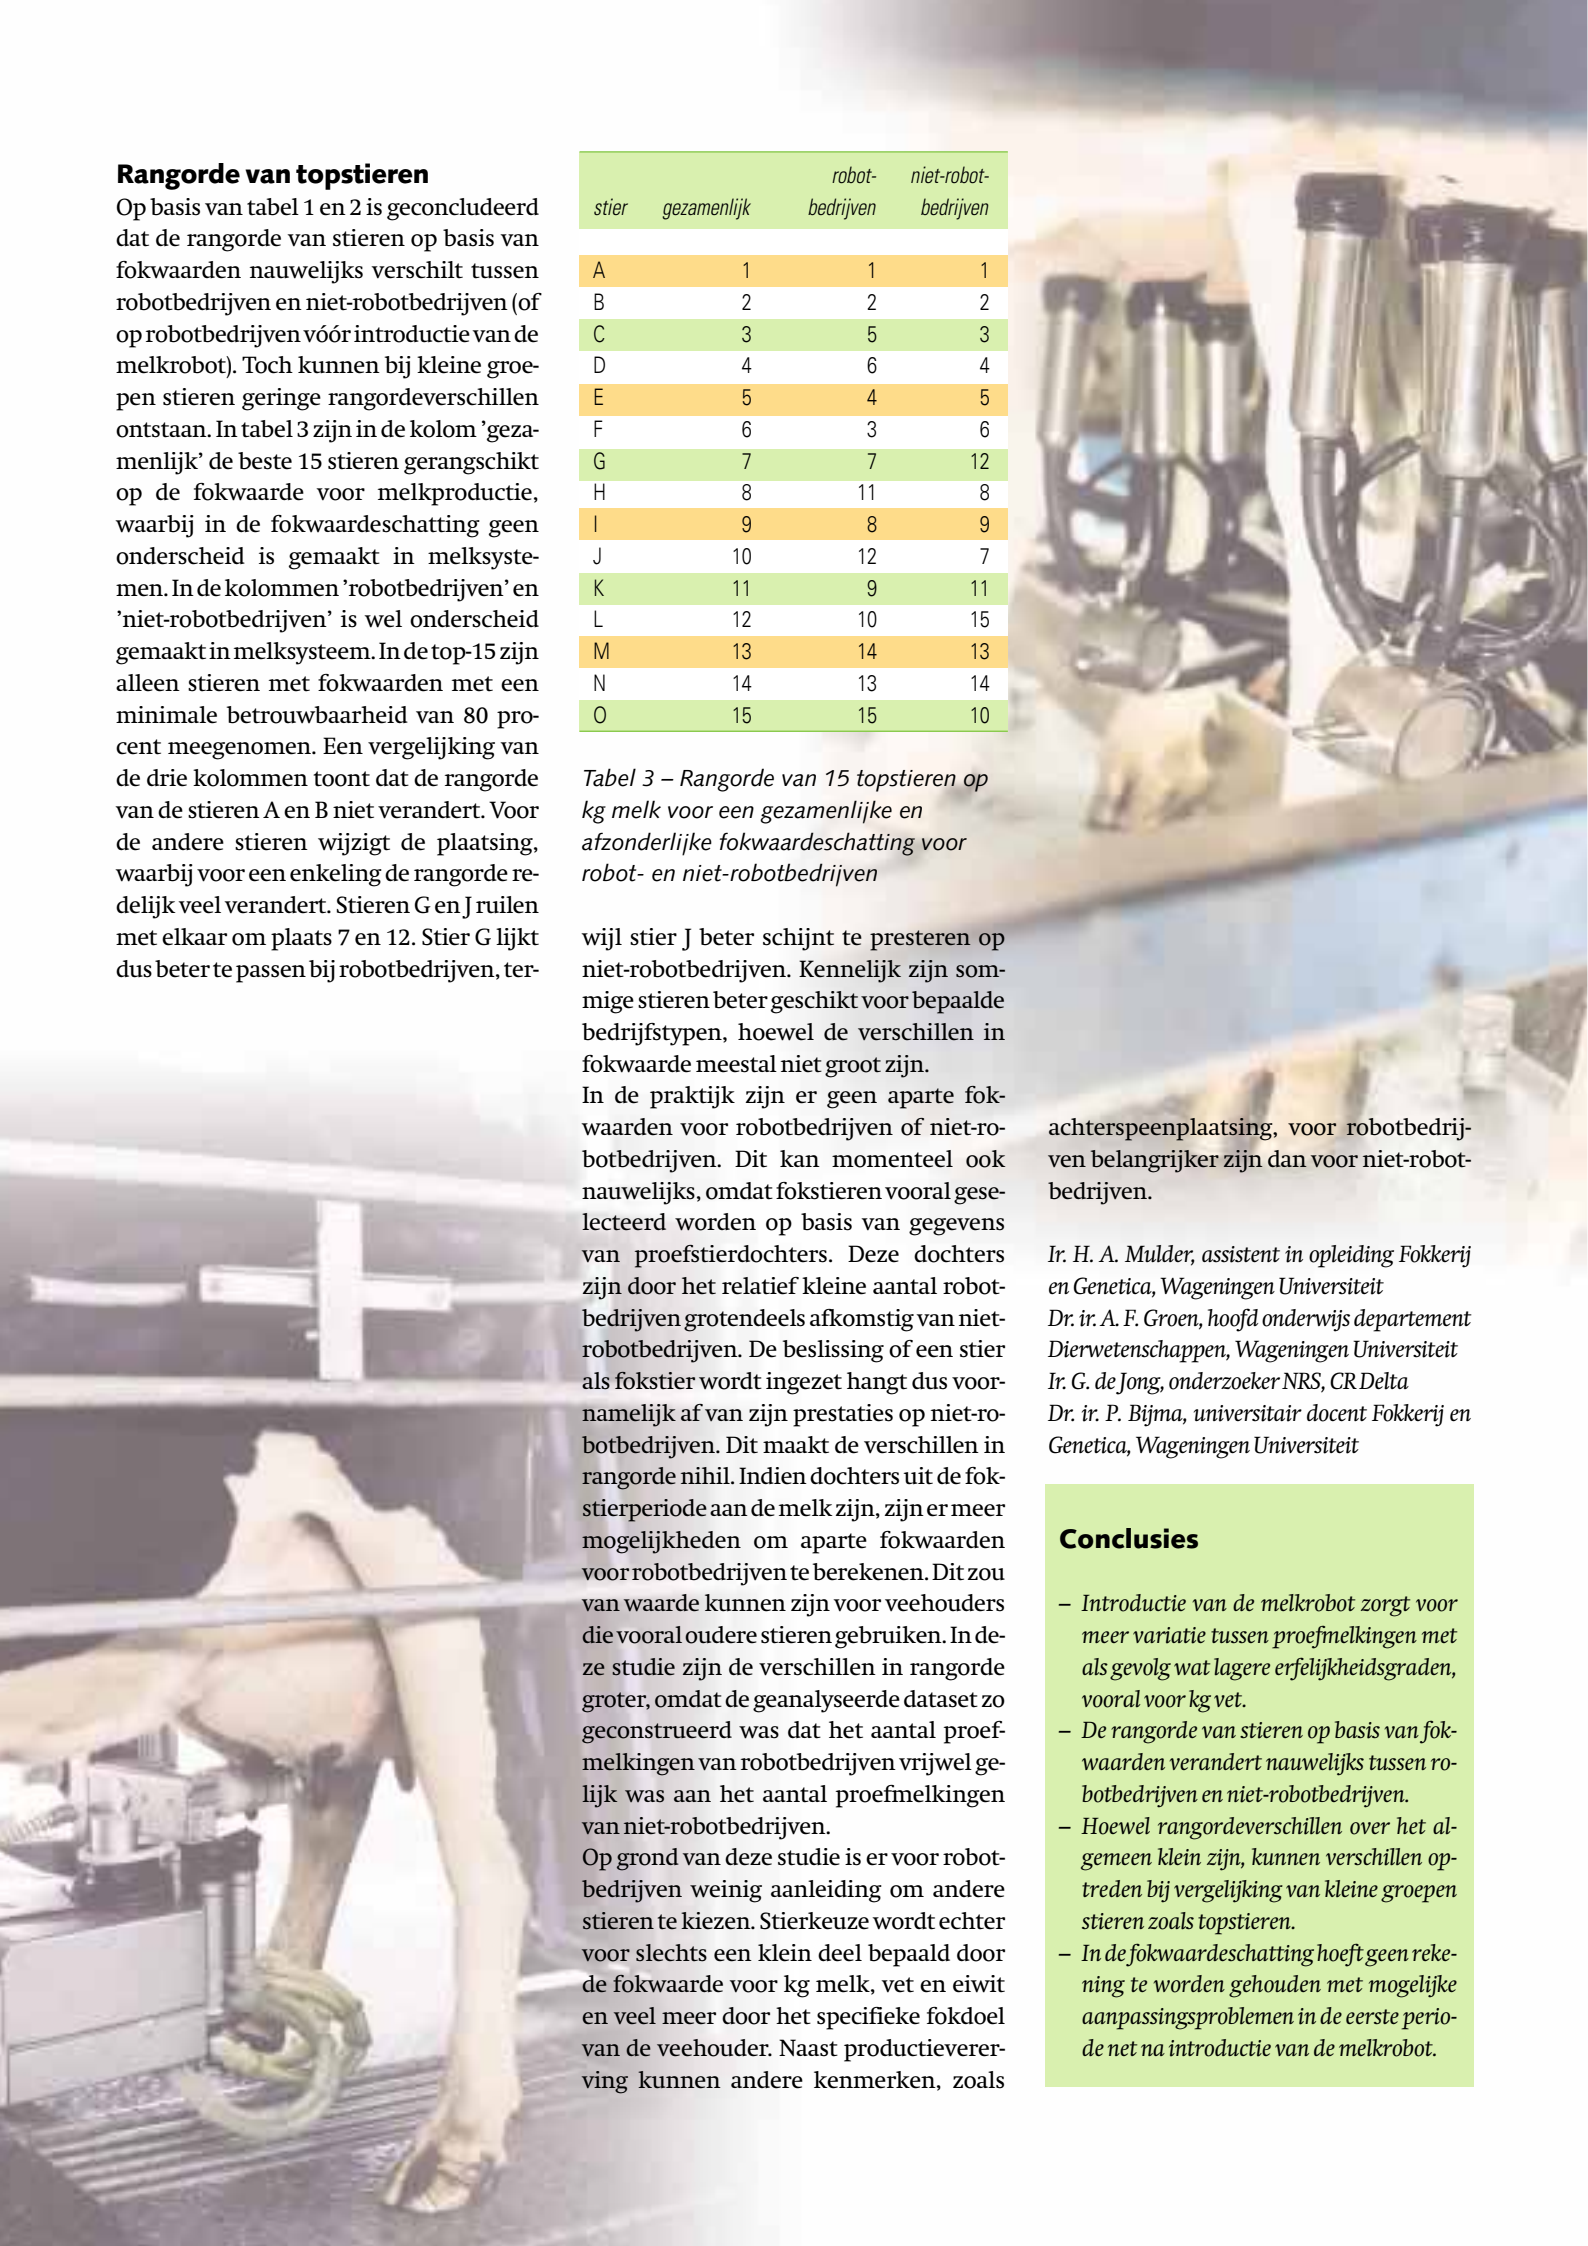 Rangorde van topstieren
Op basis van tabel 1 en 2 is geconcludeerd
dat de rangorde van stieren op basis van
fokwaarden nauwelijks verschilt tussen
robotbedrijven en niet-robotbedrijven (of
op robotbedrijven vóór introductie van de
melkrobot). Toch kunnen bij kleine groe-
pen stieren geringe rangordeverschillen
ontstaan. In tabel 3 zijn in de kolom ’geza-
menlijk’ de beste 15 stieren gerangschikt
op de fokwaarde voor melkproductie,
waarbij in de fokwaardeschatting geen
onderscheid is gemaakt in melksyste-
men. In de kolommen ’robotbedrijven’ en
’niet-robotbedrijven’ is wel onderscheid
gemaakt in melksysteem. In de top-15 zijn
alleen stieren met fokwaarden met een
minimale betrouwbaarheid van 80 pro-
cent meegenomen. Een vergelijking van
de drie kolommen toont dat de rangorde
van de stieren A en B niet verandert. Voor
de andere stieren wijzigt de plaatsing,
waarbij voor een enkeling de rangorde re-
delijk veel verandert. Stieren G en J ruilen
met elkaar om plaats 7 en 12. Stier G lijkt
dus beter te passen bij robotbedrijven, ter-
robot- niet-robot-
stier gezamenlijk bedrijven bedrijven
A 1 1 1
B 2 2 2
C 3 5 3
D 4 6 4
E 5 4 5
F 6 3 6
G 7 7 12
H 8 11 8
I 9 8 9
J 10 12 7
K 11 9 11
L 12 10 15
M 13 14 13
N 14 13 14
O 15 15 10
Tabel 3 – Rangorde van 15 topstieren op
kg melk voor een gezamenlijke en
afzonderlijke fokwaardeschatting voor
robot- en niet-robotbedrijven
wijl stier J beter schijnt te presteren op
niet-robotbedrijven. Kennelijk zijn som-
mige stieren beter geschikt voor bepaalde
bedrijfstypen, hoewel de verschillen in
fokwaarde meestal niet groot zijn.
In de praktijk zijn er geen aparte fok-
waarden voor robotbedrijven of niet-ro-
botbedrijven. Dit kan momenteel ook
nauwelijks, omdat fokstieren vooral gese-
lecteerd worden op basis van gegevens
van proefstierdochters. Deze dochters
zijn door het relatief kleine aantal robot-
bedrijven grotendeels afkomstig van niet-
robotbedrijven. De beslissing of een stier
als fokstier wordt ingezet hangt dus voor-
namelijk af van zijn prestaties op niet-ro-
botbedrijven. Dit maakt de verschillen in
rangorde nihil. Indien dochters uit de fok-
stierperiode aan de melk zijn, zijn er meer
mogelijkheden om aparte fokwaarden
voor robotbedrijven te berekenen. Dit zou
van waarde kunnen zijn voor veehouders
die vooral oudere stieren gebruiken. In de-
ze studie zijn de verschillen in rangorde
groter, omdat de geanalyseerde dataset zo
geconstrueerd was dat het aantal proef-
melkingen van robotbedrijven vrijwel ge-
lijk was aan het aantal proefmelkingen
van niet-robotbedrijven.
Op grond van deze studie is er voor robot-
bedrijven weinig aanleiding om andere
stieren te kiezen. Stierkeuze wordt echter
voor slechts een klein deel bepaald door
de fokwaarde voor kg melk, vet en eiwit
en veel meer door het specifieke fokdoel
van de veehouder. Naast productieverer-
ving kunnen andere kenmerken, zoals
achterspeenplaatsing, voor robotbedrij-
ven belangrijker zijn dan voor niet-robot-
bedrijven.
Ir. H. A. Mulder, assistent in opleiding Fokkerij
en Genetica, Wageningen Universiteit
Dr. ir. A. F. Groen, hoofd onderwijs departement
Dierwetenschappen, Wageningen Universiteit
Ir. G. de Jong, onderzoeker NRS, CR Delta
Dr. ir. P. Bijma, universitair docent Fokkerij en
Genetica, Wageningen Universiteit
Conclusies
– Introductie van de melkrobot zorgt voor
meer variatie tussen proefmelkingen met
als gevolg wat lagere erfelijkheidsgraden,
vooral voor kg vet.
– De rangorde van stieren op basis van fok-
waarden verandert nauwelijks tussen ro-
botbedrijven en niet-robotbedrijven.
– Hoewel rangordeverschillen over het al-
gemeen klein zijn, kunnen verschillen op-
treden bij vergelijking van kleine groepen
stieren zoals topstieren.
– In de fokwaardeschatting hoeft geen reke-
ning te worden gehouden met mogelijke
aanpassingsproblemen in de eerste perio-
de net na introductie van de melkrobot.